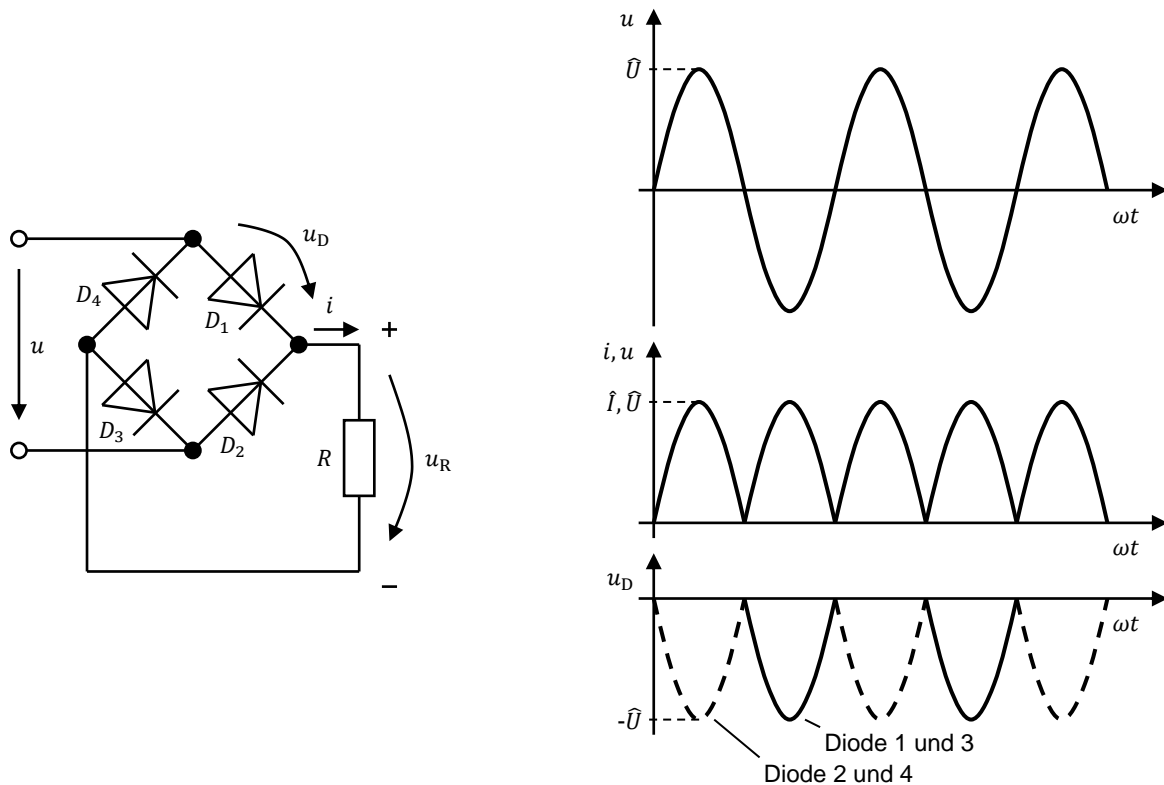 u_D
D_4
D_1
i
+
u
D_3
D_2
R
u_R
−
u
Û
ωt
i, u
Î, Û
ωt
u_D
ωt
-Û
Diode 1 und 3
Diode 2 und 4